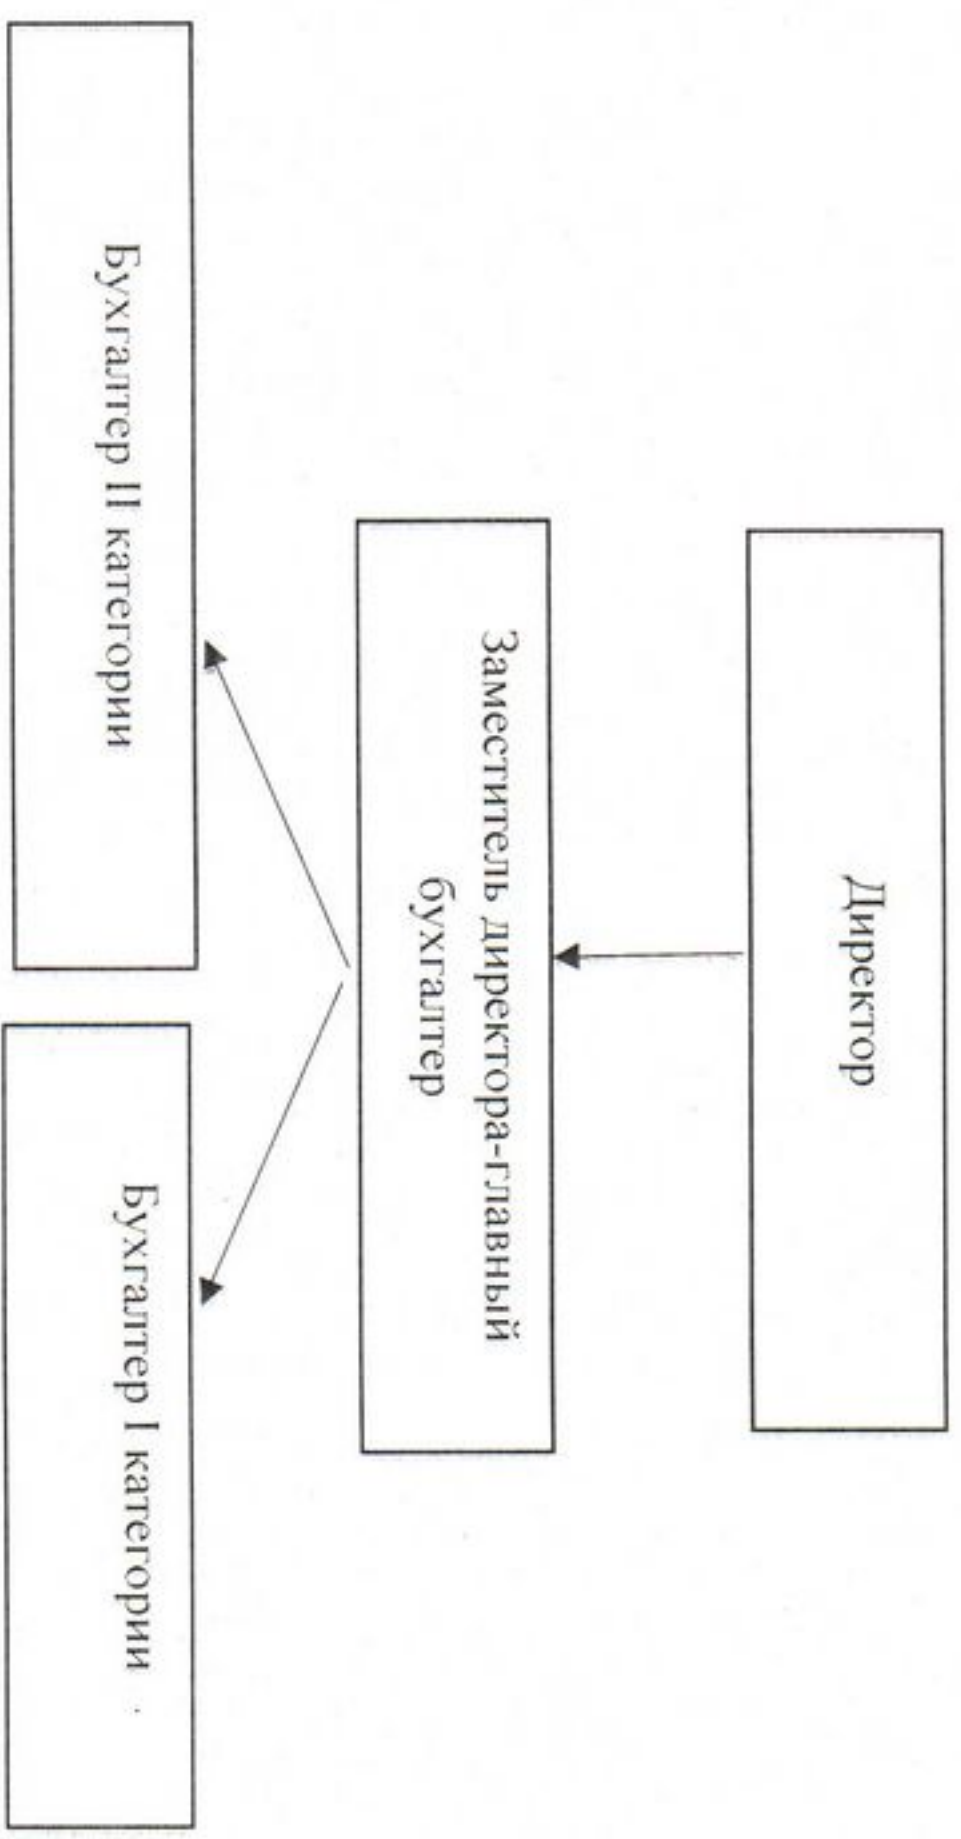 Директор
Заместитель директора-главный
бухгалтер
Бухгалтер II категории
Бухгалтер I категории